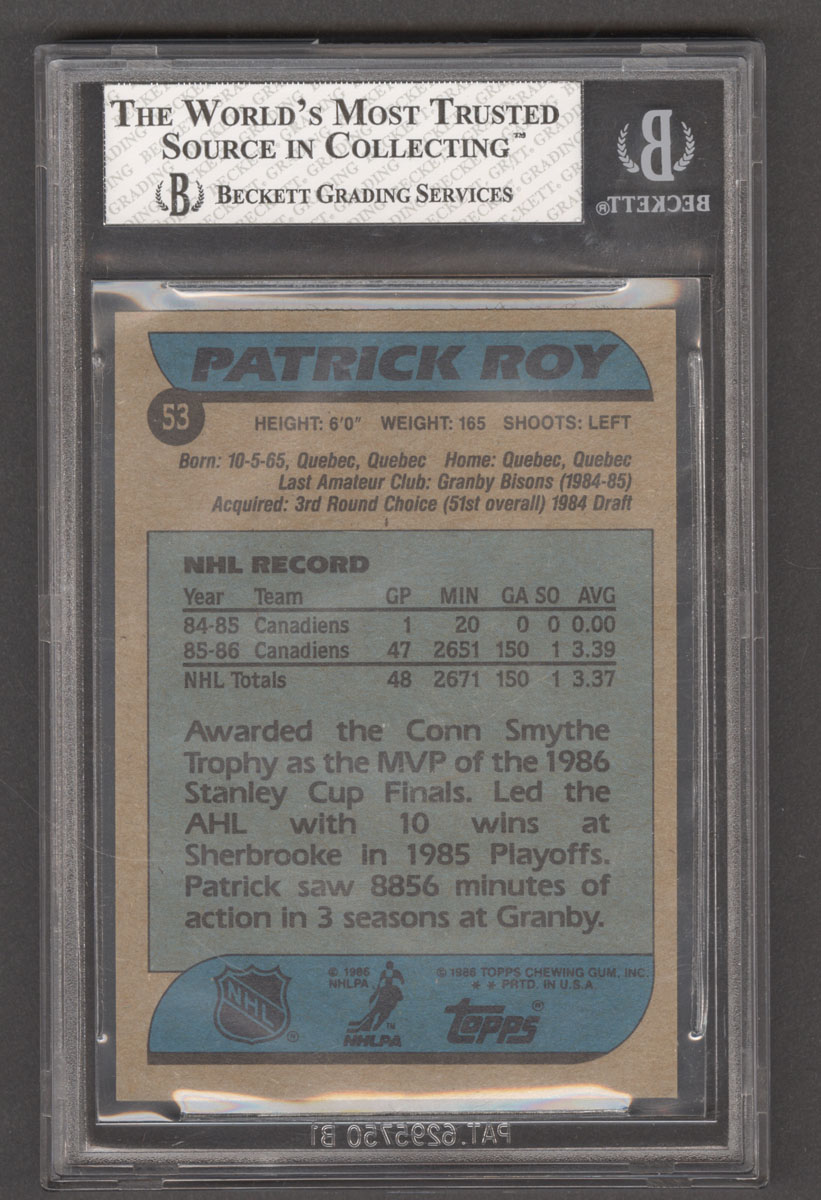 THE WORLD'S MOST TRUSTED
SOURCE IN COLLECTING™
B BECKETT GRADING SERVICES
B
BECKETT®
PATRICK ROY
53
HEIGHT: 6'0" WEIGHT: 165 SHOOTS: LEFT
Born: 10-5-65, Quebec, Quebec Home: Quebec, Quebec
Last Amateur Club: Granby Bisons (1984-85)
Acquired: 3rd Round Choice (51st overall) 1984 Draft
NHL RECORD
Year Team GP MIN GA SO AVG
84-85 Canadiens 1 20 0 0 0.00
85-86 Canadiens 47 2651 150 1 3.39
NHL Totals 48 2671 150 1 3.37
Awarded the Conn Smythe
Trophy as the MVP of the 1986
Stanley Cup Finals. Led the
AHL with 10 wins at
Sherbrooke in 1985 Playoffs.
Patrick saw 8856 minutes of
action in 3 seasons at Granby.
NHL®
© 1986
NHLPA
™
NHLPA
© 1986 TOPPS CHEWING GUM, INC.
* * PRTD. IN U.S.A.
topps®
PAT.6295750 B1